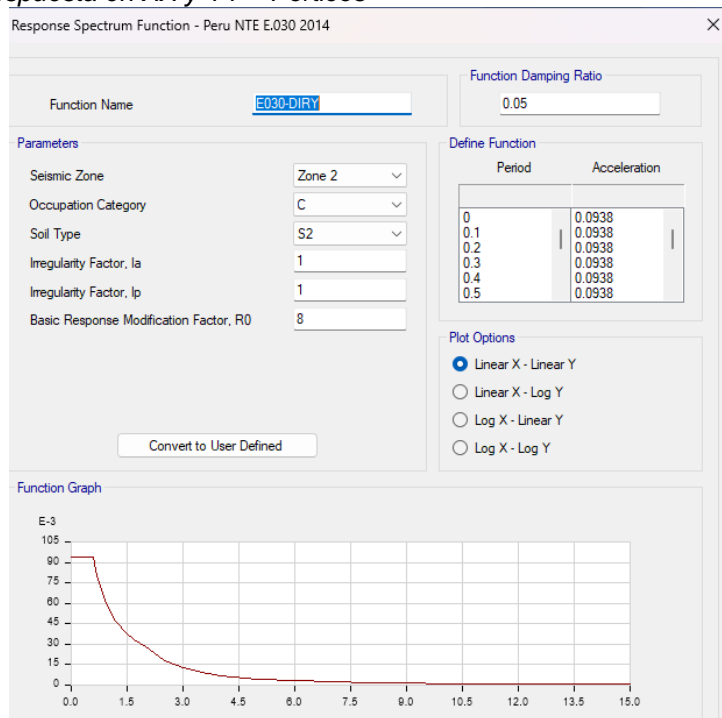 spuesta en XX y YY – Pórticos
Response Spectrum Function - Peru NTE E.030 2014
Function Name
E030-DIRY
Function Damping Ratio
0.05
Parameters
Seismic Zone
Zone 2
Occupation Category
C
Soil Type
S2
Irregularity Factor, Ia
1
Irregularity Factor, Ip
1
Basic Response Modification Factor, R0
8
Convert to User Defined
Define Function
Period Acceleration
0 0.0938
0.1 0.0938
0.2 0.0938
0.3 0.0938
0.4 0.0938
0.5 0.0938
Plot Options
Linear X - Linear Y
Linear X - Log Y
Log X - Linear Y
Log X - Log Y
Function Graph
E-3
105
90
75
60
45
30
15
0
0.0 1.5 3.0 4.5 6.0 7.5 9.0 10.5 12.0 13.5 15.0